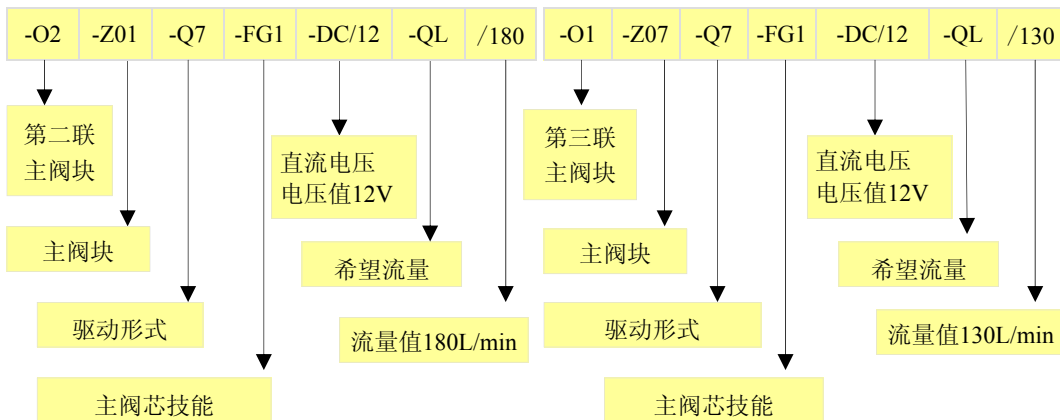 -O2 -Z01 -Q7 -FG1 -DC/12 -QL /180 -O1 -Z07 -Q7 -FG1 -DC/12 -QL /130
第二联
主阀块
直流电压
电压值12V
第三联
主阀块
直流电压
电压值12V
主阀块
希望流量
主阀块
希望流量
驱动形式
流量值180L/min
驱动形式
流量值130L/min
主阀芯技能
主阀芯技能